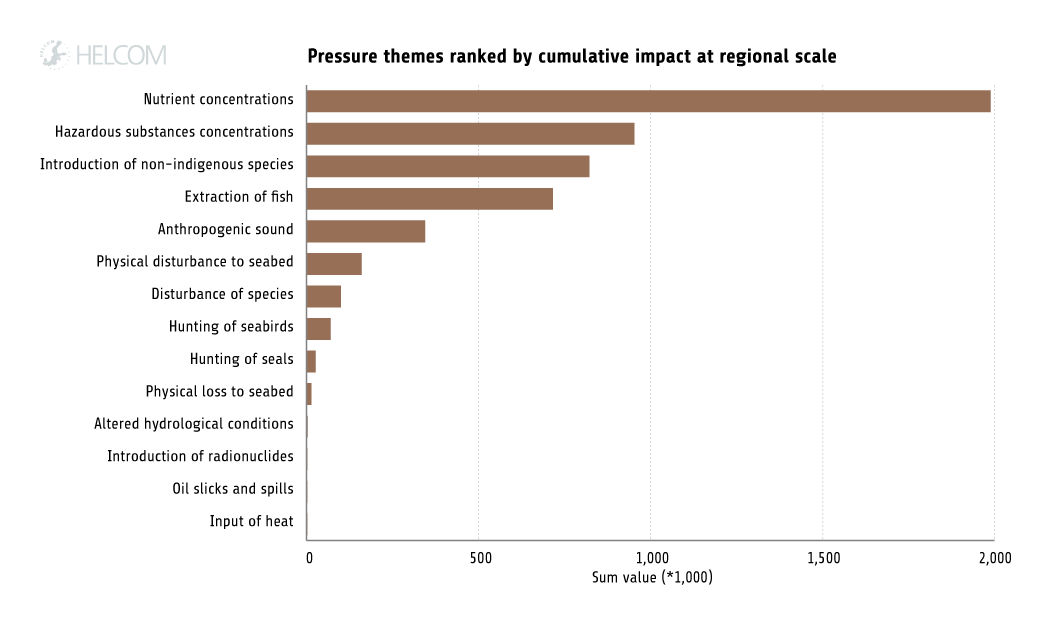 HELCOM
Pressure themes ranked by cumulative impact at regional scale
Nutrient concentrations
Hazardous substances concentrations
Introduction of non-indigenous species
Extraction of fish
Anthropogenic sound
Physical disturbance to seabed
Disturbance of species
Hunting of seabirds
Hunting of seals
Physical loss to seabed
Altered hydrological conditions
Introduction of radionuclides
Oil slicks and spills
Input of heat
0 500 1,000 1,500 2,000
Sum value (*1,000)